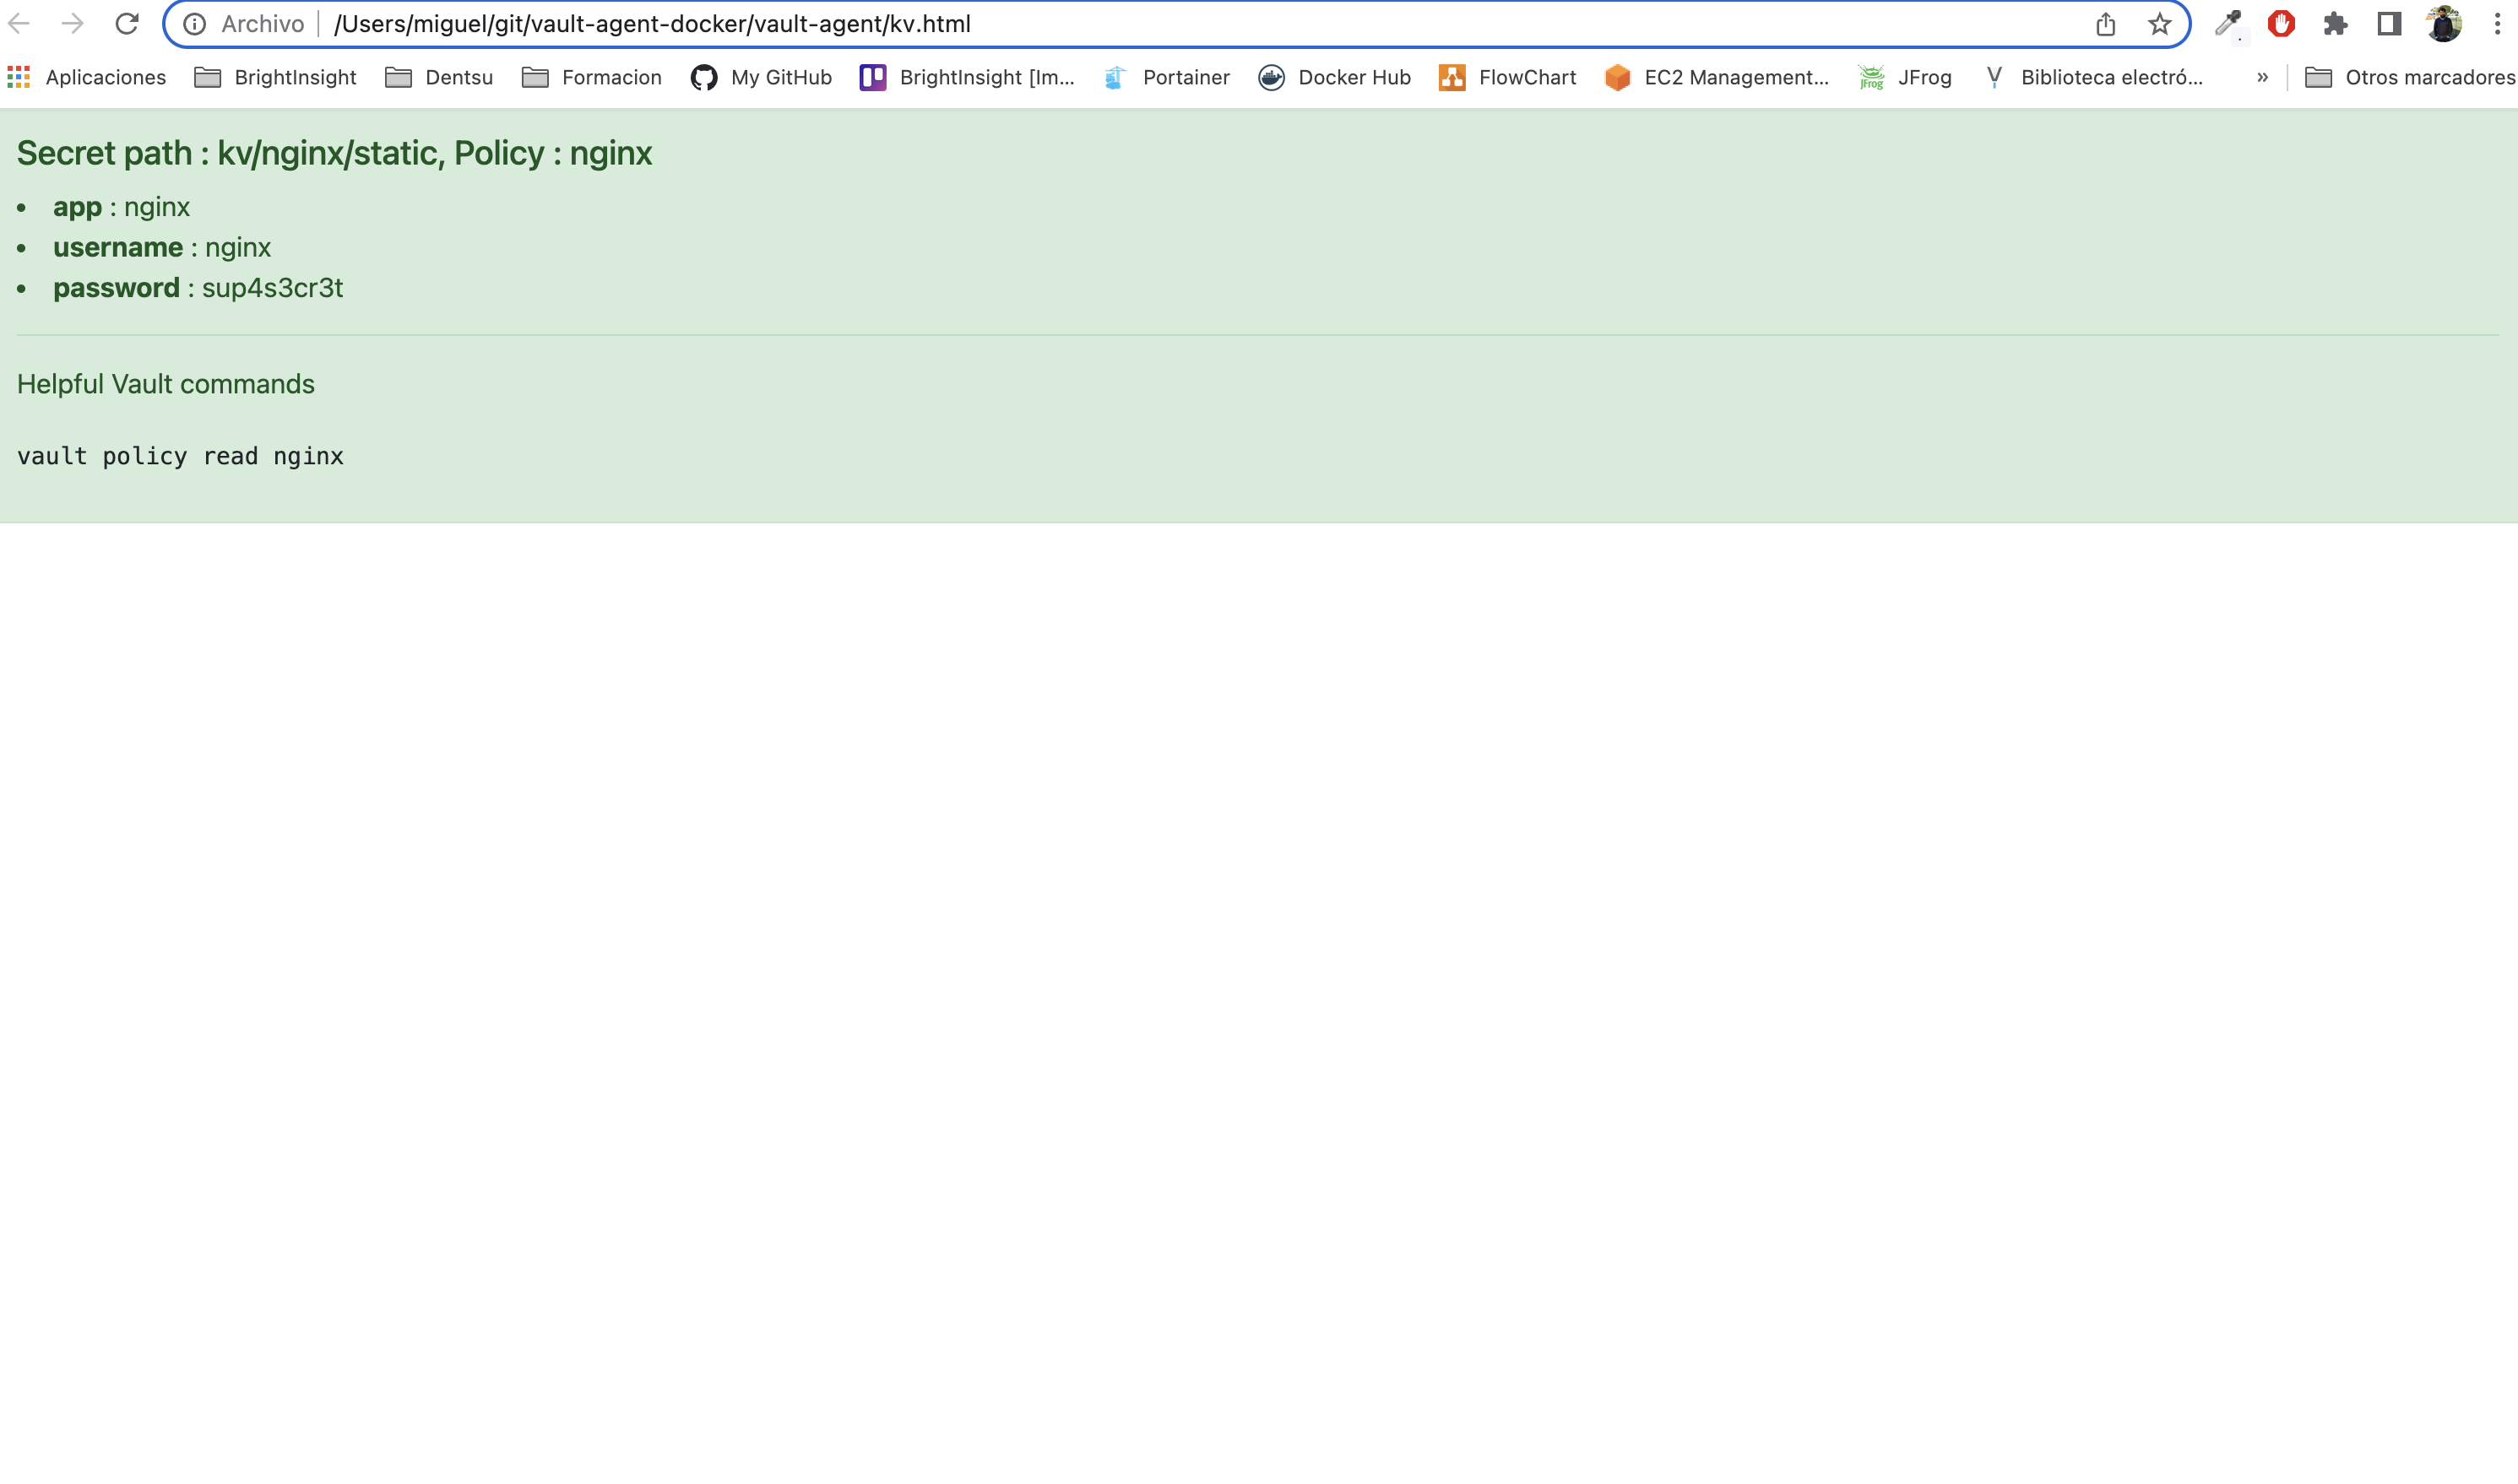 Archivo /Users/miguel/git/vault-agent-docker/vault-agent/kv.html
Aplicaciones BrightInsight Dentsu Formacion My GitHub BrightInsight [Im... Portainer Docker Hub FlowChart EC2 Management... JFrog Biblioteca electró... » Otros marcadores
Secret path : kv/nginx/static, Policy : nginx
• app : nginx
• username : nginx
• password : sup4s3cr3t
Helpful Vault commands
vault policy read nginx